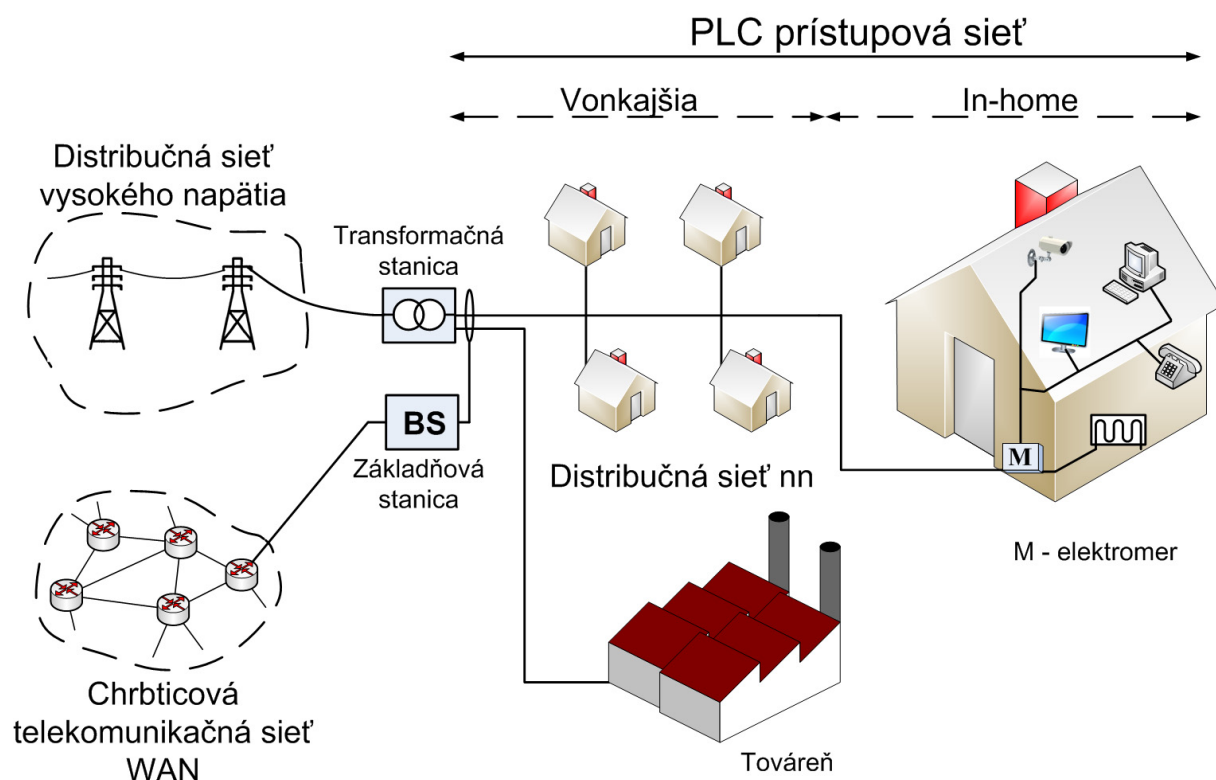 PLC prístupová sieť
Vonkajšia
In-home
Distribučná sieť
vysokého napätia
Transformačná
stanica
BS
Základňová
stanica
Distribučná sieť nn
M
M - elektromer
Chrbticová
telekomunikačná sieť
WAN
Továreň